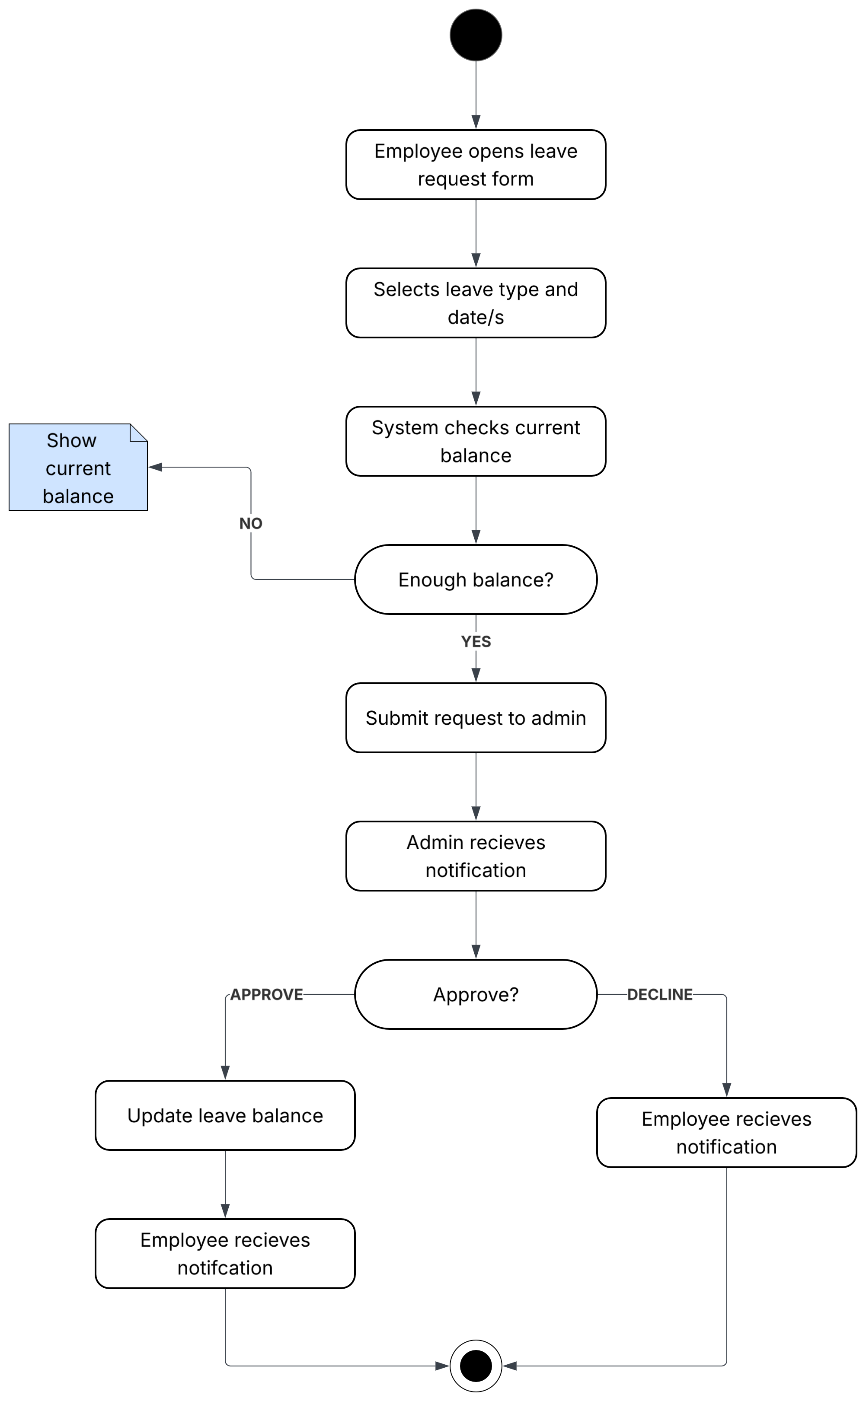 Employee opens leave
request form
Selects leave type and
date/s
System checks current
balance
Show
current
balance
NO
Enough balance?
YES
Submit request to admin
Admin recieves
notification
APPROVE
Approve?
DECLINE
Update leave balance
Employee recieves
notification
Employee recieves
notifcation